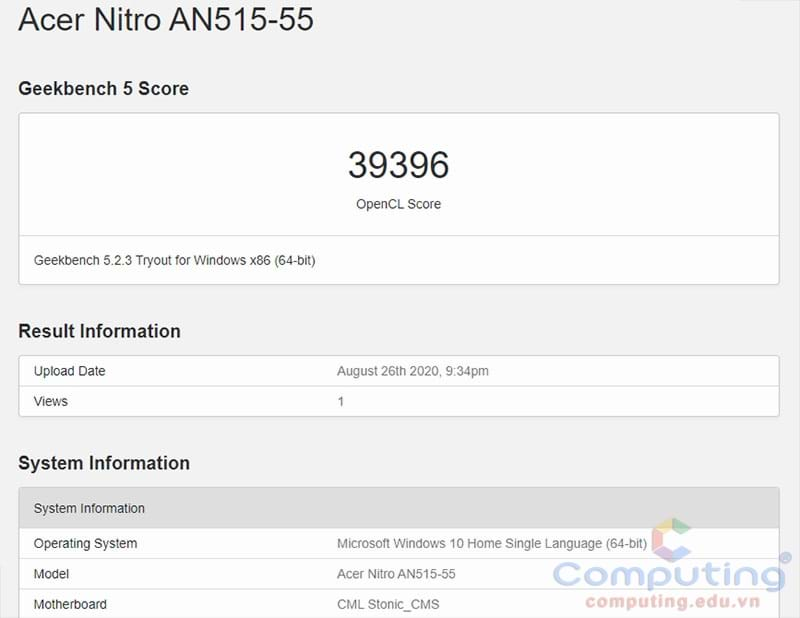 Acer Nitro AN515-55
Geekbench 5 Score
39396
OpenCL Score
Geekbench 5.2.3 Tryout for Windows x86 (64-bit)
Result Information
Upload Date August 26th 2020, 9:34pm
Views 1
System Information
System Information
Operating System Microsoft Windows 10 Home Single Language (64-bit)
Model Acer Nitro AN515-55
Motherboard CML Stonic_CMS
Computing®
computing.edu.vn